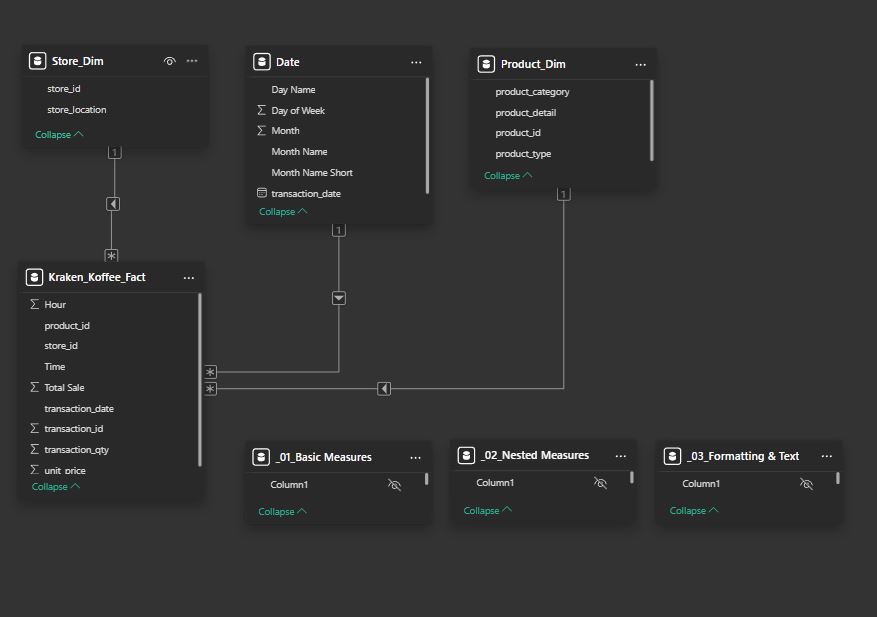 Store_Dim
store_id
store_location
Collapse
1
*
Date
Day Name
Σ Day of Week
Σ Month
Month Name
Month Name Short
transaction_date
Collapse
1
*
Product_Dim
product_category
product_detail
product_id
product_type
Collapse
1
*
Kraken_Koffee_Fact
Σ Hour
product_id
store_id
Time
Σ Total Sale
transaction_date
Σ transaction_id
Σ transaction_qty
Σ unit_price
Collapse
_01_Basic Measures
Column1
Collapse
_02_Nested Measures
Column1
Collapse
_03_Formatting & Text
Column1
Collapse